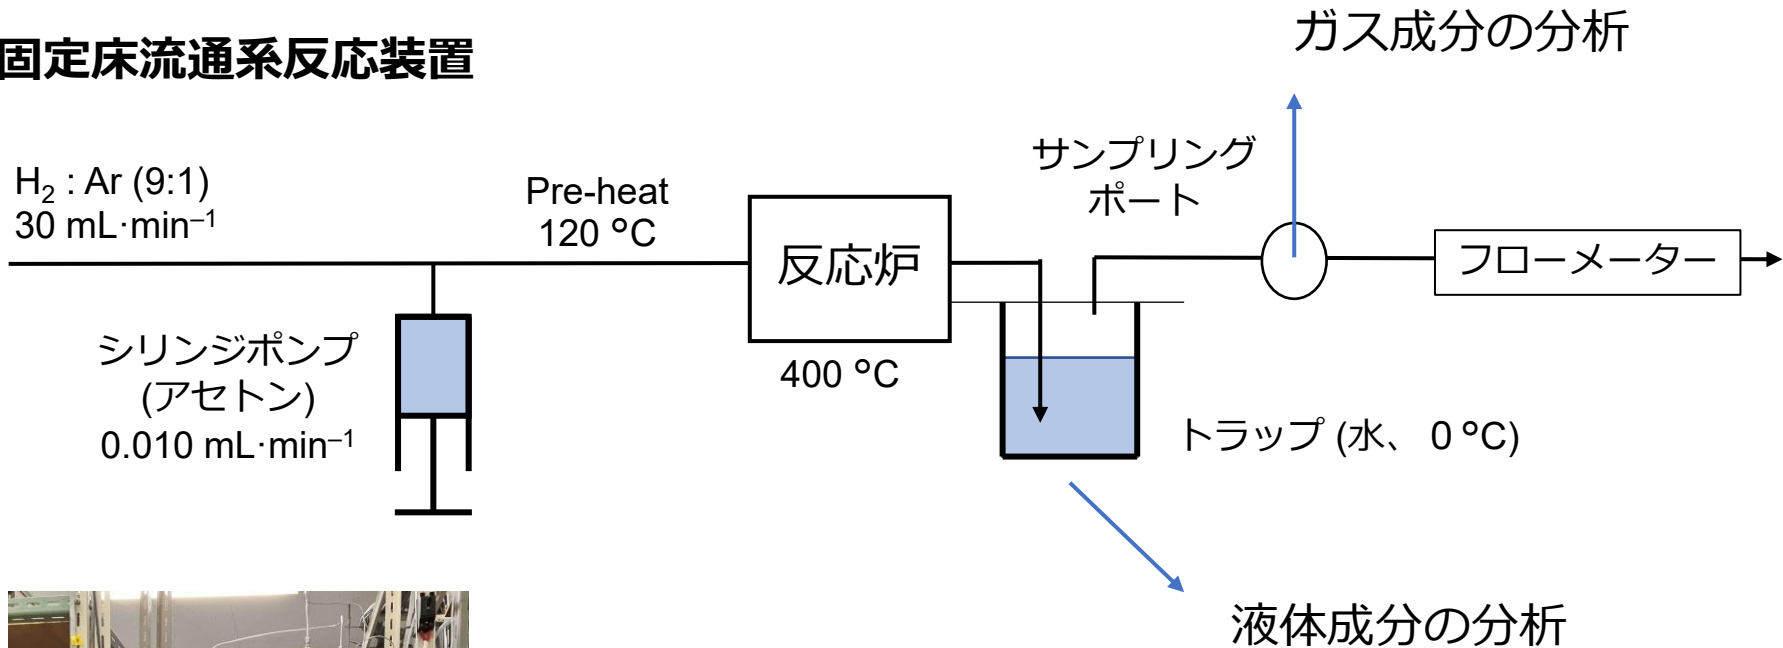 固定床流通系反応装置
ガス成分の分析
H₂ : Ar (9:1)
30 mL·min⁻¹
Pre-heat
120 °C
サンプリング
ポート
反応炉
フローメーター
400 °C
シリンジポンプ
(アセトン)
0.010 mL·min⁻¹
トラップ (水、 0 °C)
液体成分の分析